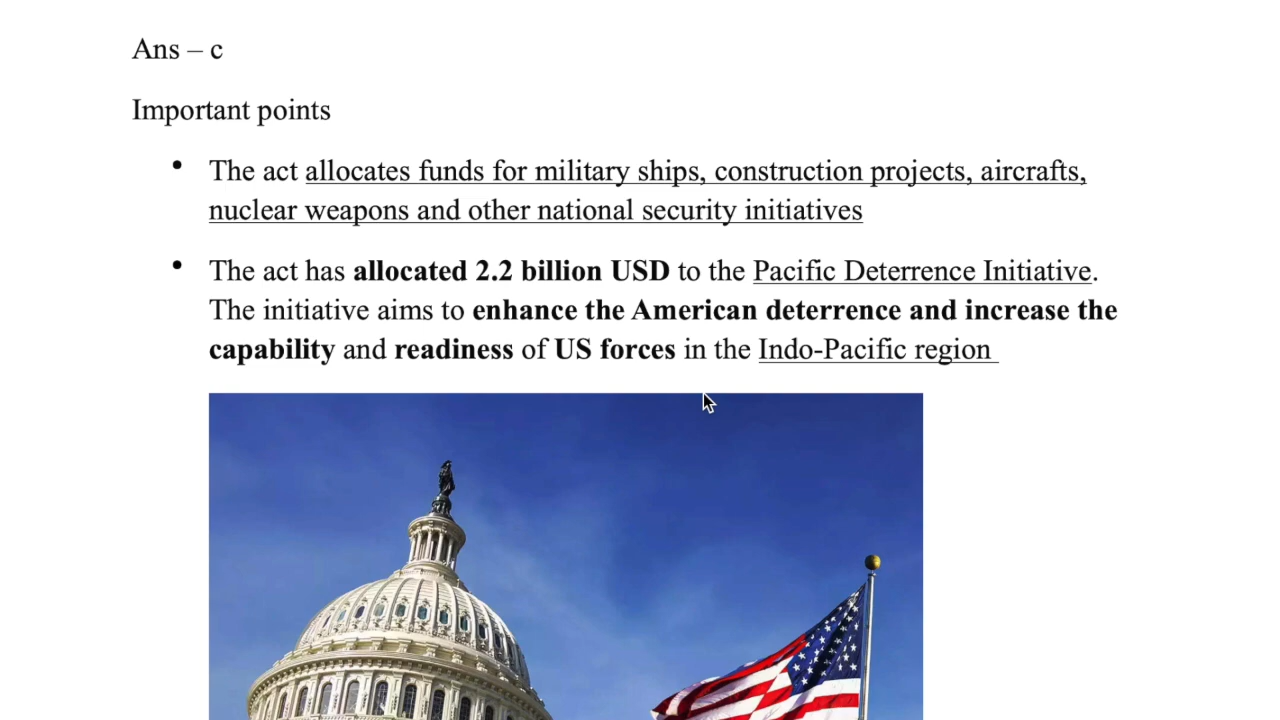 Ans – c
Important points
• The act allocates funds for military ships, construction projects, aircrafts,
nuclear weapons and other national security initiatives
• The act has allocated 2.2 billion USD to the Pacific Deterrence Initiative.
The initiative aims to enhance the American deterrence and increase the
capability and readiness of US forces in the Indo-Pacific region